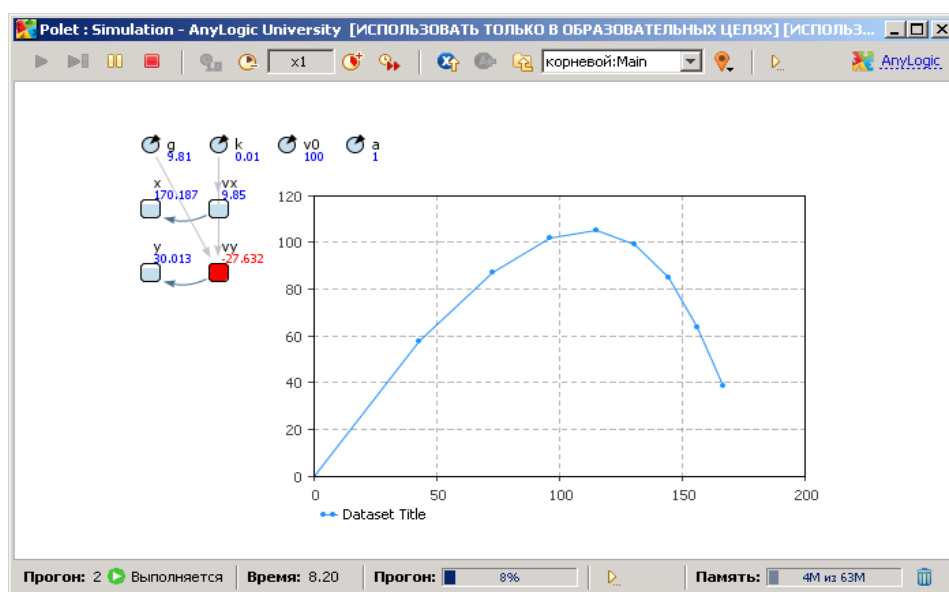 Polet : Simulation - AnyLogic University [ИСПОЛЬЗОВАТЬ ТОЛЬКО В ОБРАЗОВАТЕЛЬНЫХ ЦЕЛЯХ] [ИСПОЛЬЗ...
x1 корневой:Main AnyLogic
g k v0 a
9.81 0.01 100 1
x vx
170.187 9.85
y vy
30.013 -27.632
120
100
80
60
40
20
0
0 50 100 150 200
Dataset Title
Прогон: 2 Выполняется Время: 8.20 Прогон: 8% Память: 4M из 63M